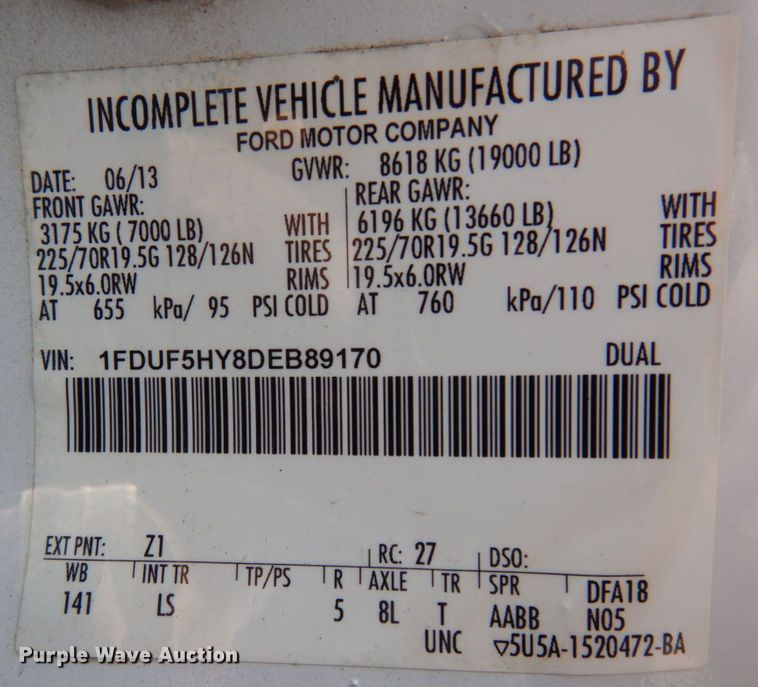 INCOMPLETE VEHICLE MANUFACTURED BY
FORD MOTOR COMPANY
DATE: 06/13 GVWR: 8618 KG (19000 LB)
FRONT GAWR: REAR GAWR:
3175 KG ( 7000 LB) WITH 6196 KG (13660 LB) WITH
225/70R19.5G 128/126N TIRES 225/70R19.5G 128/126N TIRES
19.5x6.0RW RIMS 19.5x6.0RW RIMS
AT 655 kPa/ 95 PSI COLD AT 760 kPa/110 PSI COLD
VIN: 1FDUF5HY8DEB89170 DUAL
EXT PNT: Z1 RC: 27 DSO:
WB INT TR TP/PS R AXLE TR SPR DFA18
141 LS 5 8L T AABB N05
UNC ▽5U5A-1520472-BA
Purple Wave Auction